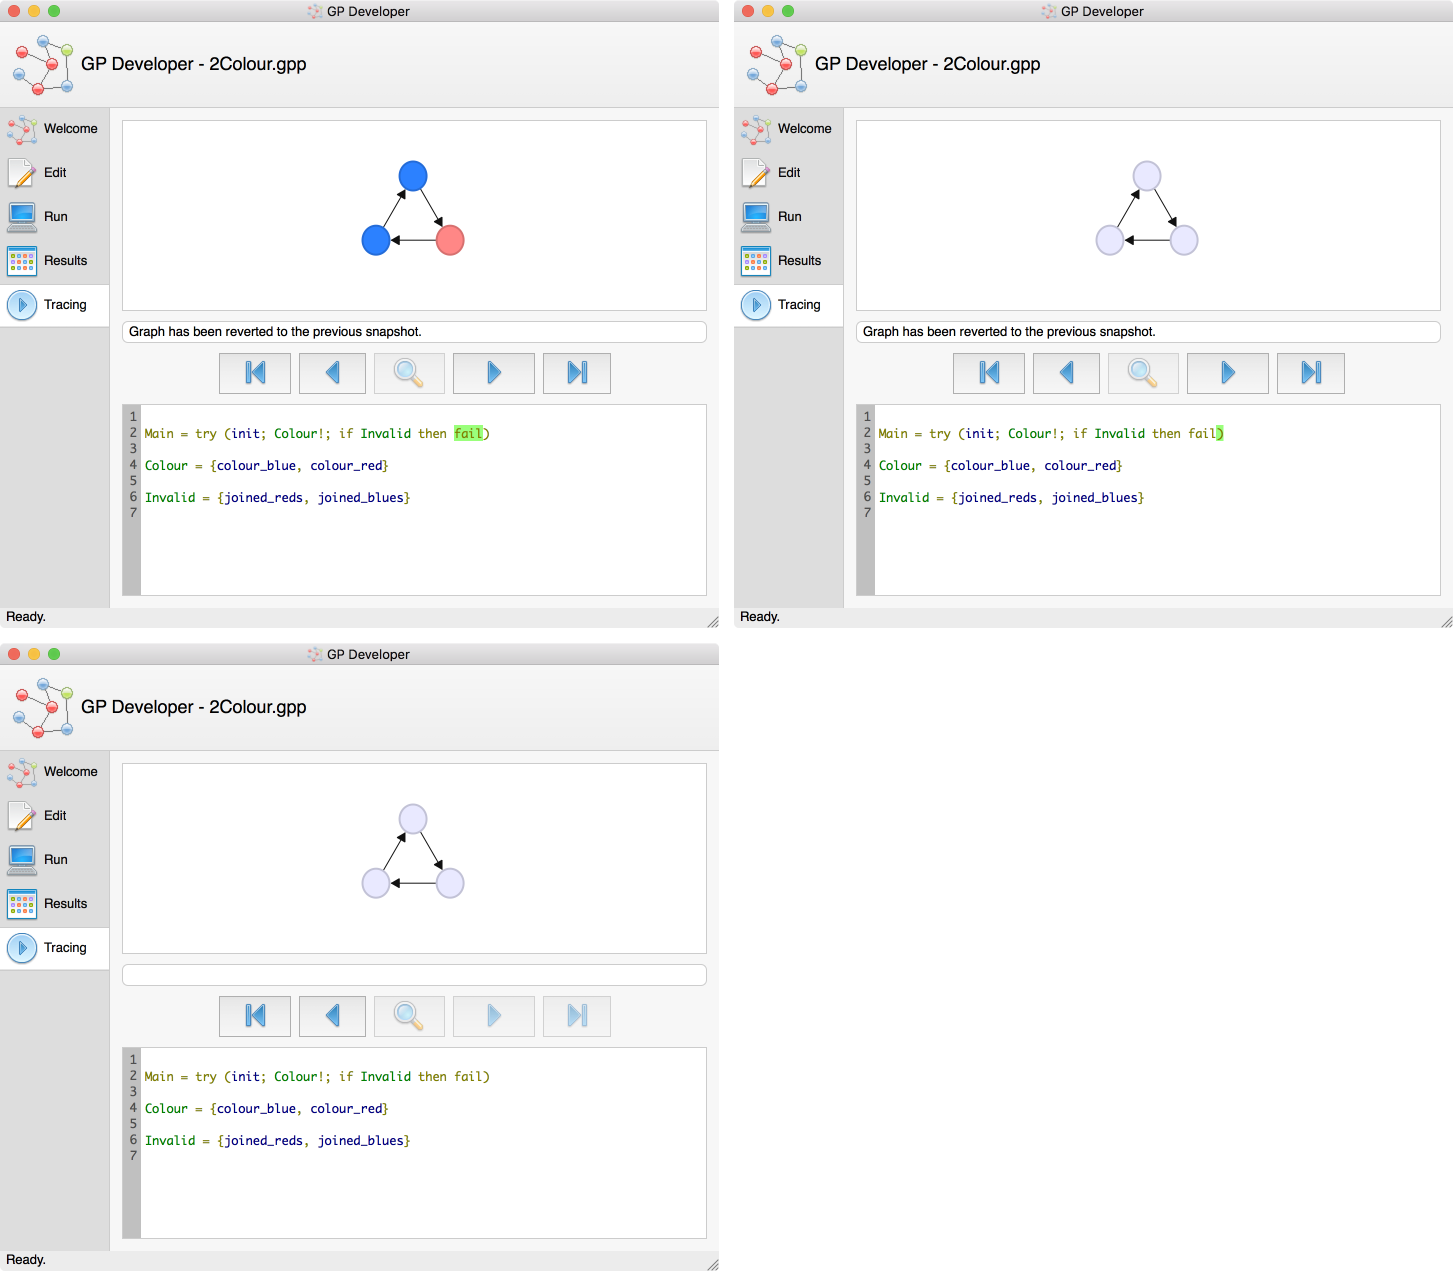 GP Developer
GP Developer - 2Colour.gpp
Welcome
Edit
Run
Results
Tracing
Graph has been reverted to the previous snapshot.
1
2 Main = try (init; Colour!; if Invalid then fail)
3
4 Colour = {colour_blue, colour_red}
5
6 Invalid = {joined_reds, joined_blues}
7
Ready.
GP Developer
GP Developer - 2Colour.gpp
Welcome
Edit
Run
Results
Tracing
Graph has been reverted to the previous snapshot.
1
2 Main = try (init; Colour!; if Invalid then fail)
3
4 Colour = {colour_blue, colour_red}
5
6 Invalid = {joined_reds, joined_blues}
7
Ready.
GP Developer
GP Developer - 2Colour.gpp
Welcome
Edit
Run
Results
Tracing
1
2 Main = try (init; Colour!; if Invalid then fail)
3
4 Colour = {colour_blue, colour_red}
5
6 Invalid = {joined_reds, joined_blues}
7
Ready.